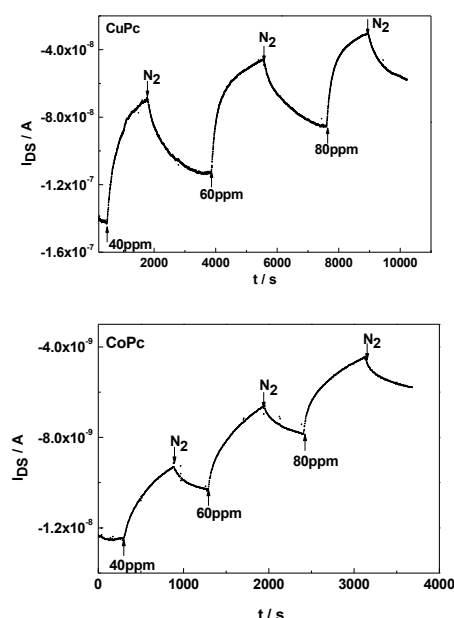 CuPc
-4.0x10⁻⁸
N₂
N₂
N₂
-8.0x10⁻⁸
I_DS / A
80ppm
-1.2x10⁻⁷
60ppm
40ppm
-1.6x10⁻⁷
2000 4000 6000 8000 10000
t / s
CoPc
-4.0x10⁻⁹
N₂
N₂
N₂
-8.0x10⁻⁹
I_DS / A
80ppm
60ppm
-1.2x10⁻⁸
40ppm
0 1000 2000 3000 4000
t / s